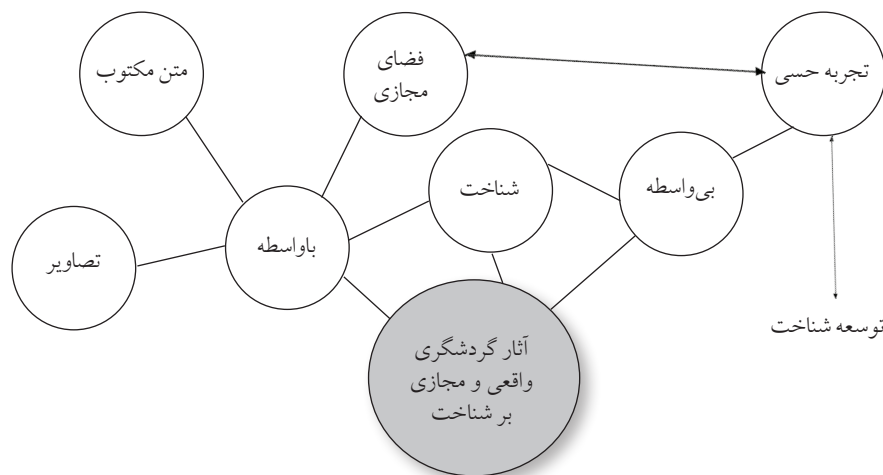 تجربه حسی
فضای
مجازی
متن مکتوب
بی‌واسطه
شناخت
باواسطه
تصاویر
توسعه شناخت
آثار گردشگری
واقعی و مجازی
بر شناخت